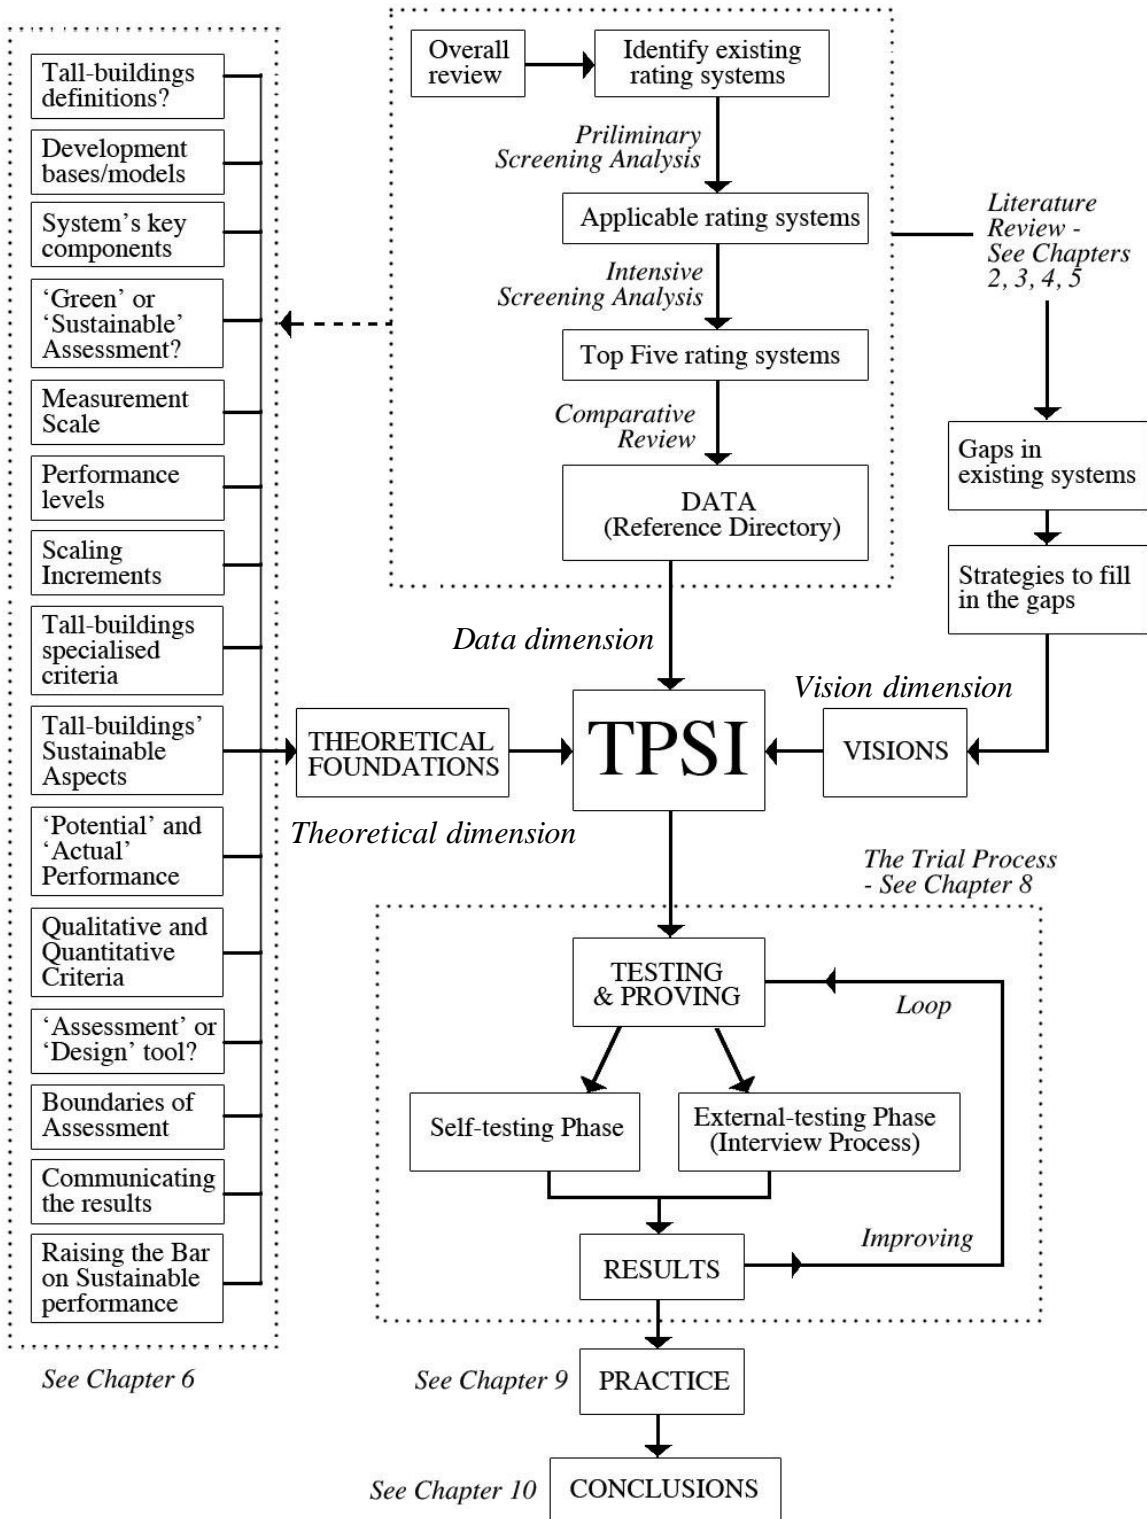 Tall-buildings
definitions?
Development
bases/models
System's key
components
‘Green’ or
‘Sustainable’
Assessment?
Measurement
Scale
Performance
levels
Scaling
Increments
Tall-buildings
specialised
criteria
Tall-buildings’
Sustainable
Aspects
‘Potential’ and
‘Actual’
Performance
Qualitative and
Quantitative
Criteria
‘Assessment’ or
‘Design’ tool?
Boundaries of
Assessment
Communicating
the results
Raising the Bar
on Sustainable
performance
See Chapter 6
Overall
review
Identify existing
rating systems
Priliminary
Screening Analysis
Applicable rating systems
Intensive
Screening Analysis
Top Five rating systems
Comparative
Review
DATA
(Reference Directory)
Literature
Review -
See Chapters
2, 3, 4, 5
Gaps in
existing systems
Strategies to fill
in the gaps
Data dimension
Vision dimension
THEORETICAL
FOUNDATIONS
TPSI
VISIONS
Theoretical dimension
The Trial Process
- See Chapter 8
TESTING
& PROVING
Loop
Self-testing Phase
External-testing Phase
(Interview Process)
Improving
RESULTS
See Chapter 9
PRACTICE
See Chapter 10
CONCLUSIONS